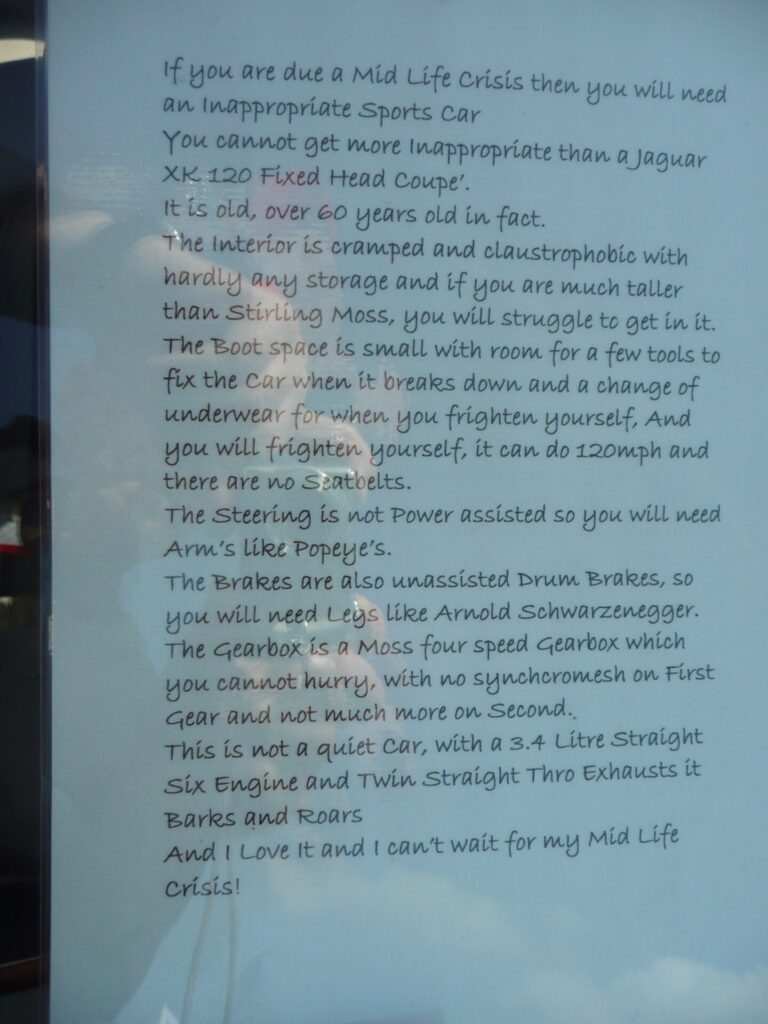 If you are due a Mid Life Crisis then you will need
an Inappropriate Sports Car
You cannot get more Inappropriate than a Jaguar
XK 120 Fixed Head Coupe'.
It is old, over 60 years old in fact.
The Interior is cramped and claustrophobic with
hardly any storage and if you are much taller
than Stirling Moss, you will struggle to get in it.
The Boot space is small with room for a few tools to
fix the Car when it breaks down and a change of
underwear for when you frighten yourself, And
you will frighten yourself, it can do 120mph and
there are no Seatbelts.
The Steering is not Power assisted so you will need
Arm's like Popeye's.
The Brakes are also unassisted Drum Brakes, so
you will need Legs like Arnold Schwarzenegger.
The Gearbox is a Moss four speed Gearbox which
you cannot hurry, with no synchcromesh on First
Gear and not much more on Second..
This is not a quiet Car, with a 3.4 Litre Straight
Six Engine and Twin Straight Thro Exhausts it
Barks and Roars
And I Love It and I can't wait for my Mid Life
Crisis!